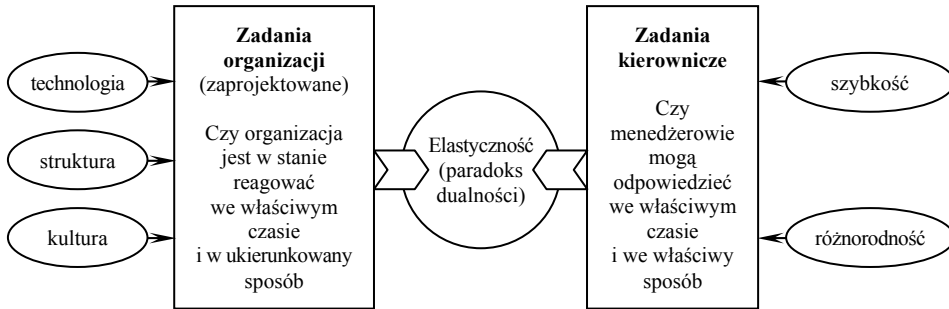 technologia
struktura
kultura
Zadania
organizacji
(zaprojektowane)
Czy organizacja
jest w stanie
reagować
we właściwym
czasie
i w ukierunkowany
sposób
Elastyczność
(paradoks
dualności)
Zadania
kierownicze
Czy
menedżerowie
mogą
odpowiedzieć
we właściwym
czasie
i we właściwy
sposób
szybkość
różnorodność